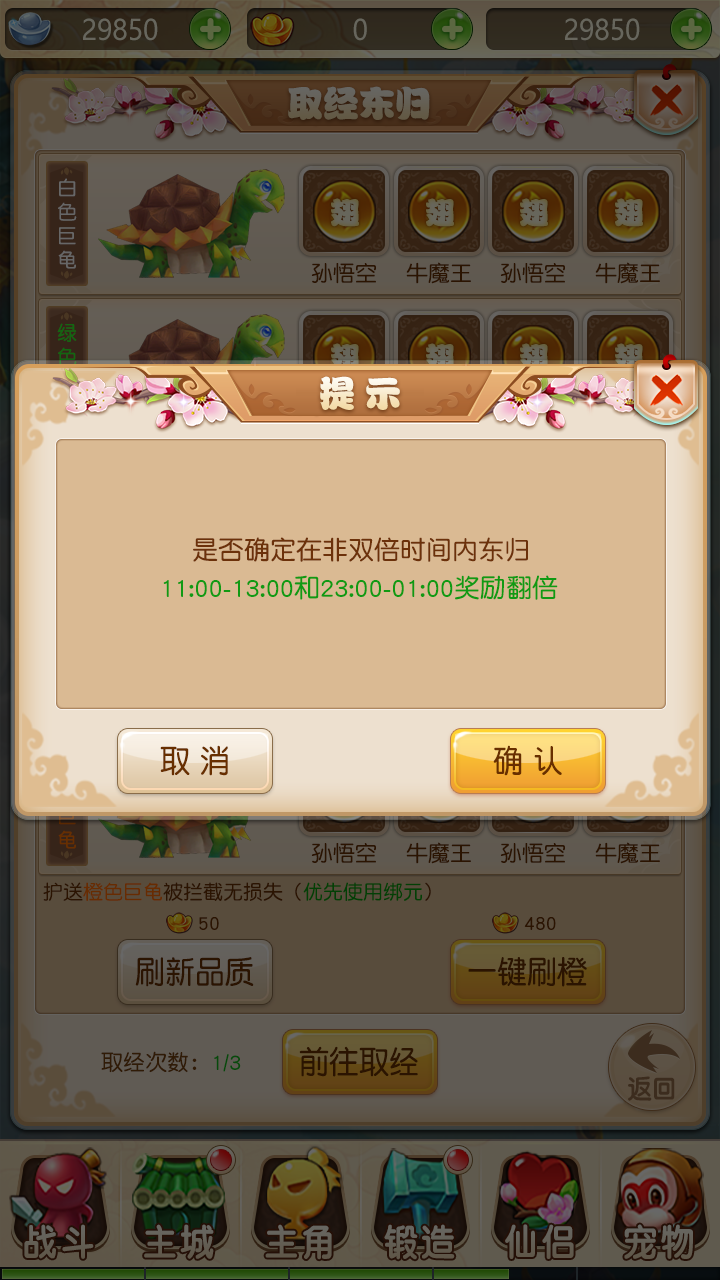 29850
0
29850
取经东归
白色巨龟
翅 翅 翅 翅
孙悟空 牛魔王 孙悟空 牛魔王
绿色
提示
是否确定在非双倍时间内东归
11:00-13:00和23:00-01:00奖励翻倍
取消
确认
巨龟
孙悟空 牛魔王 孙悟空 牛魔王
护送橙色巨龟被拦截无损失（优先使用绑元）
50
480
刷新品质
一键刷橙
取经次数：1/3
前往取经
返回
战斗 主城 主角 锻造 仙侣 宠物